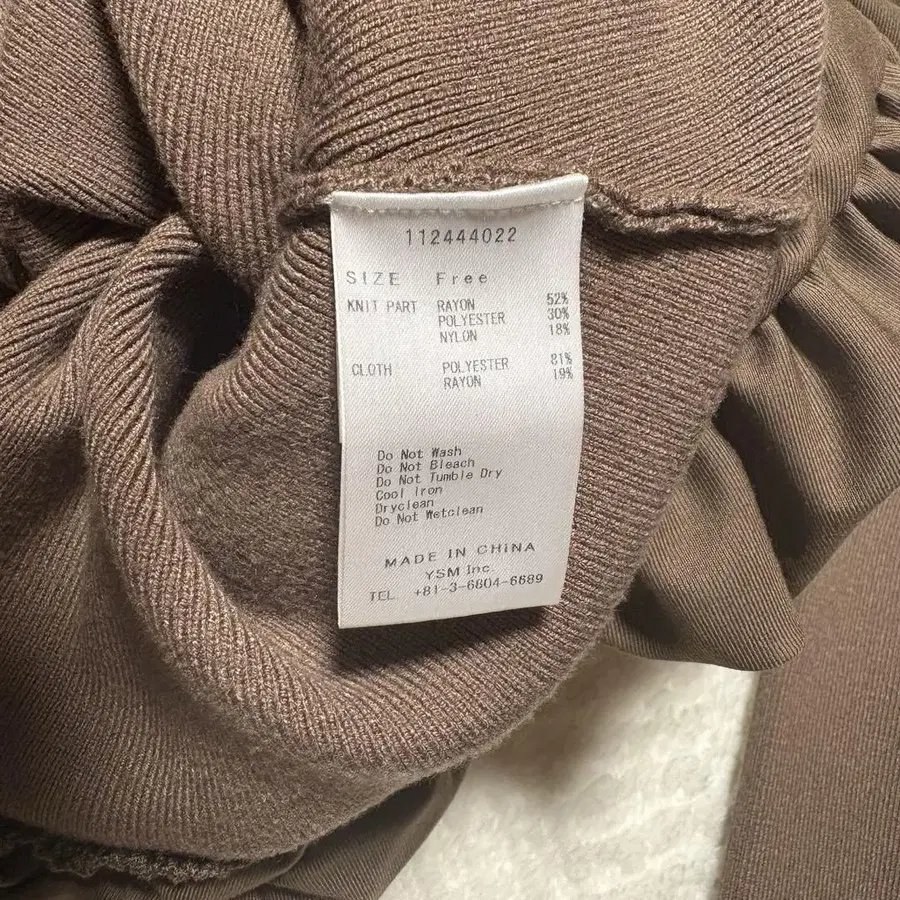 112444022
SIZE Free
KNIT PART RAYON 52%
POLYESTER 30%
NYLON 18%
CLOTH POLYESTER 81%
RAYON 19%
Do Not Wash
Do Not Bleach
Do Not Tumble Dry
Cool Iron
Dryclean
Do Not Wetclean
MADE IN CHINA
YSM Inc.
TEL. +81-3-6804-6689